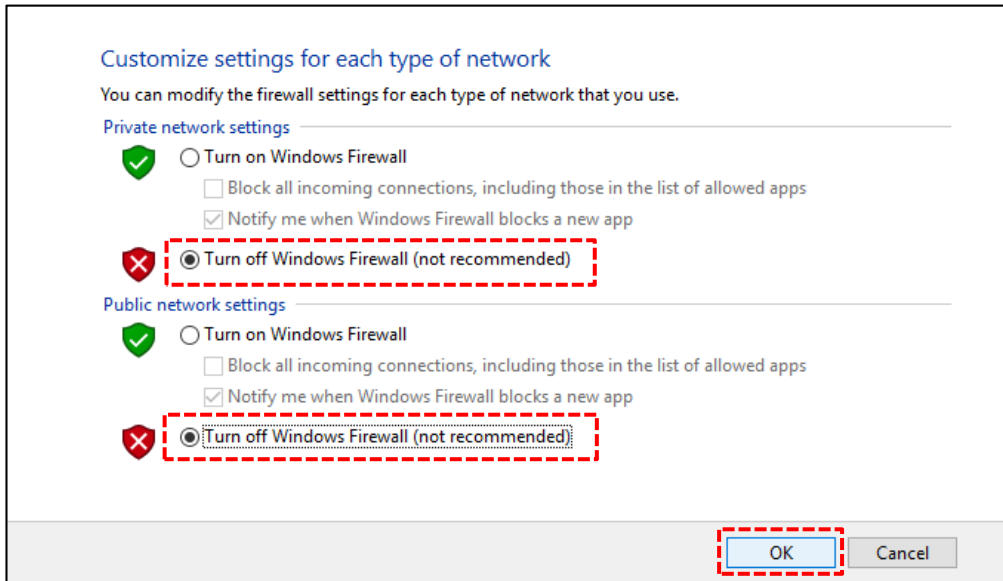 Customize settings for each type of network
You can modify the firewall settings for each type of network that you use.
Private network settings
Turn on Windows Firewall
Block all incoming connections, including those in the list of allowed apps
Notify me when Windows Firewall blocks a new app
Turn off Windows Firewall (not recommended)
Public network settings
Turn on Windows Firewall
Block all incoming connections, including those in the list of allowed apps
Notify me when Windows Firewall blocks a new app
Turn off Windows Firewall (not recommended)
OK Cancel